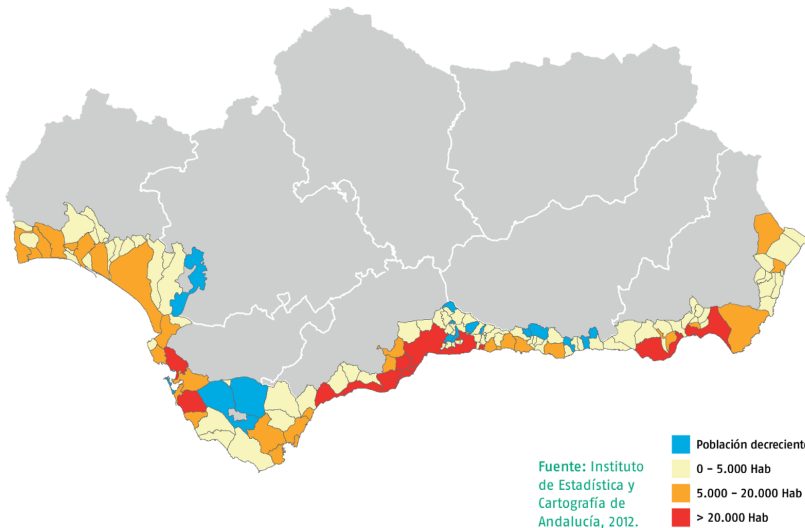 Fuente: Instituto
de Estadística y
Cartografía de
Andalucía, 2012.
Población decreciente
0 – 5.000 Hab
5.000 – 20.000 Hab
> 20.000 Hab